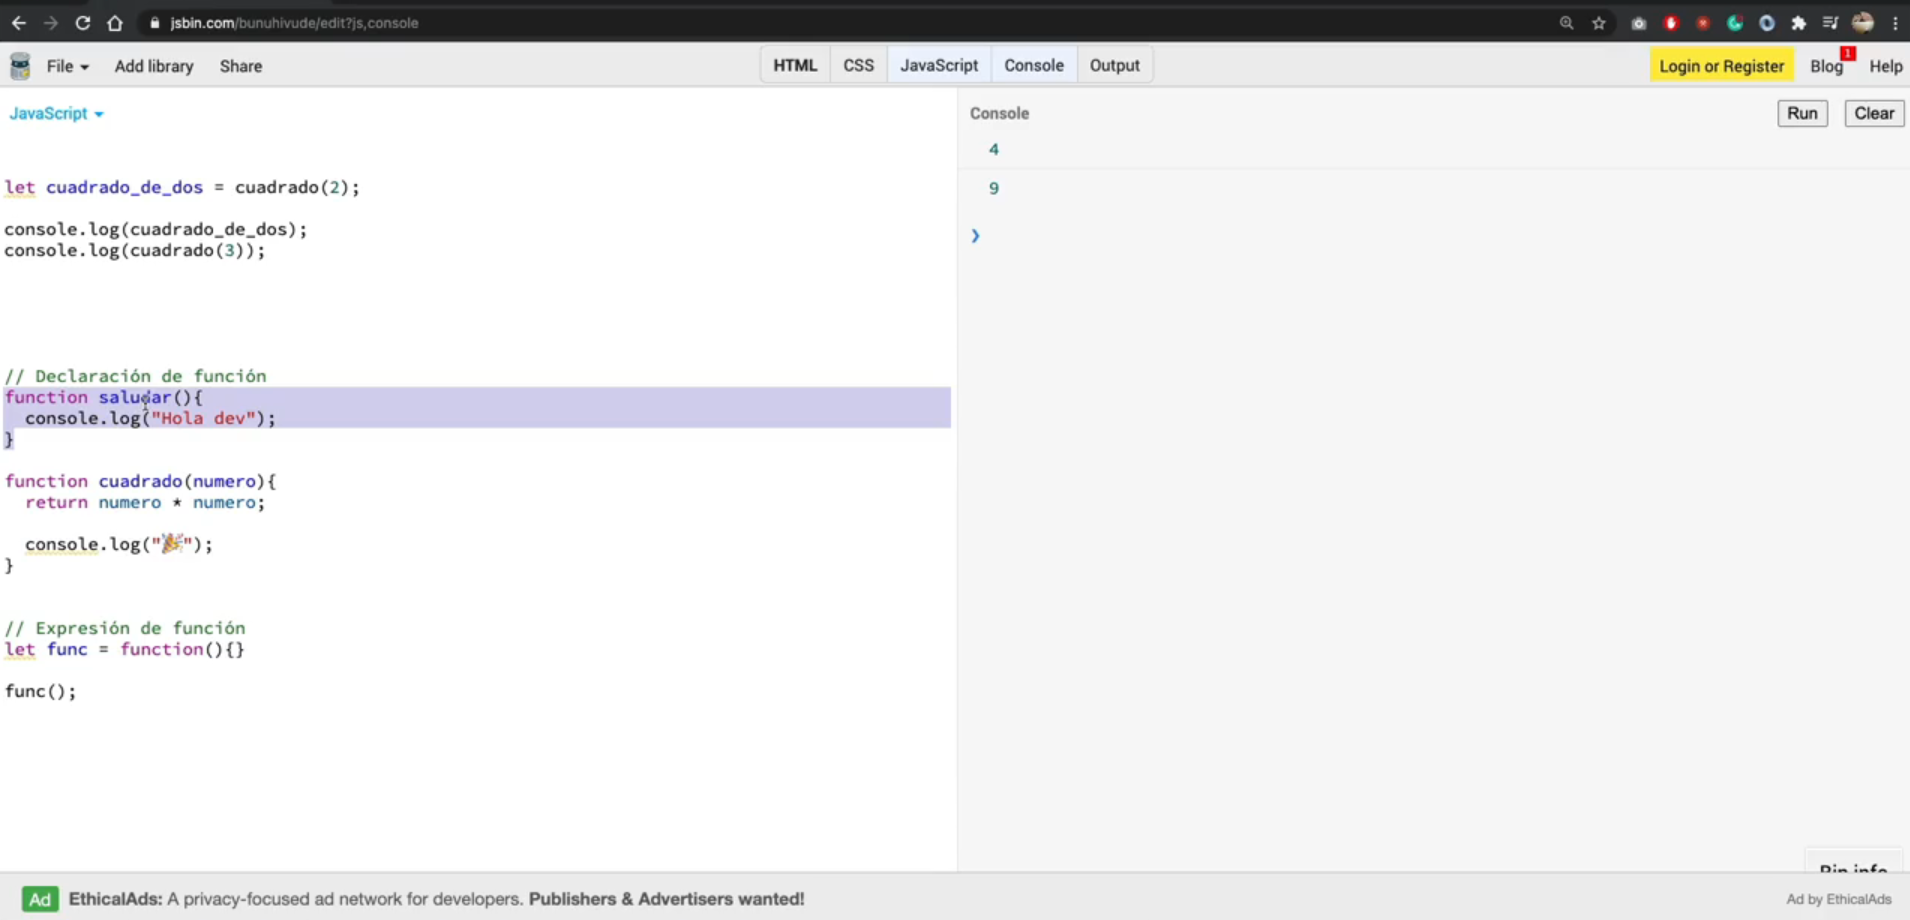 jsbin.com/bunuhivude/edit?js,console
File
Add library
Share
HTML
CSS
JavaScript
Console
Output
Login or Register
Blog
1
Help
JavaScript
let cuadrado_de_dos = cuadrado(2);
console.log(cuadrado_de_dos);
console.log(cuadrado(3));
// Declaración de función
function saludar(){
console.log("Hola dev");
}
function cuadrado(numero){
return numero * numero;
console.log("🎉");
}
// Expresión de función
let func = function(){}
func();
Console
Run
Clear
4
9
❯
Bin info
Ad
EthicalAds: A privacy-focused ad network for developers. Publishers & Advertisers wanted!
Ad by EthicalAds